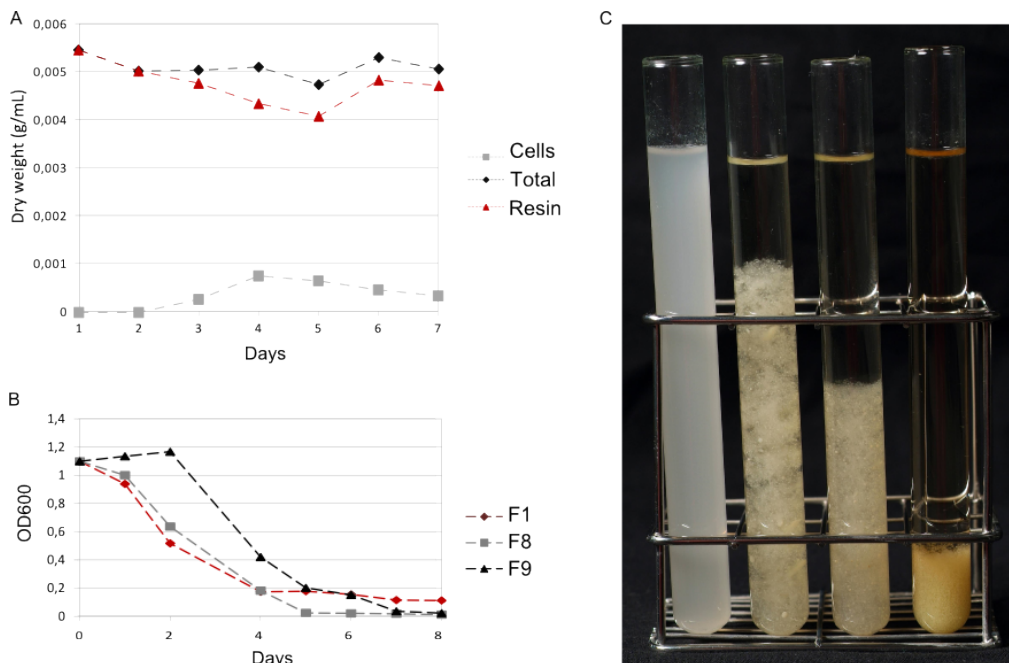 A
0,006
0,005
0,004
0,003
0,002
0,001
0
Dry weight (g/mL)
1 2 3 4 5 6 7
Days
Cells
Total
Resin
B
1,4
1,2
1
0,8
0,6
0,4
0,2
0
OD600
0 2 4 6 8
Days
F1
F8
F9
C